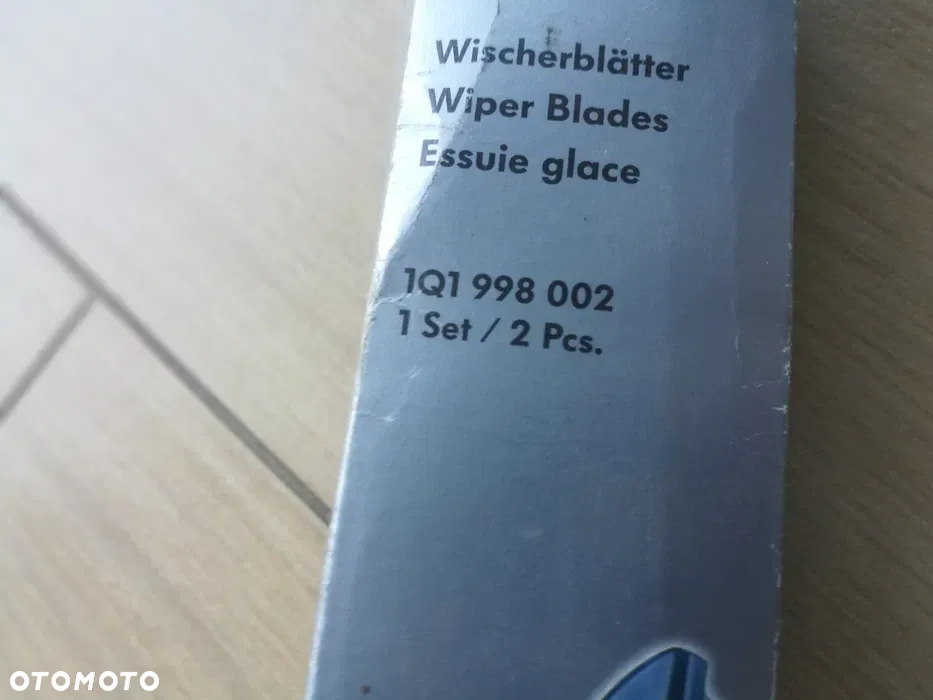 Wischerblätter
Wiper Blades
Essuie glace
1Q1 998 002
1 Set / 2 Pcs.
OTOMOTO